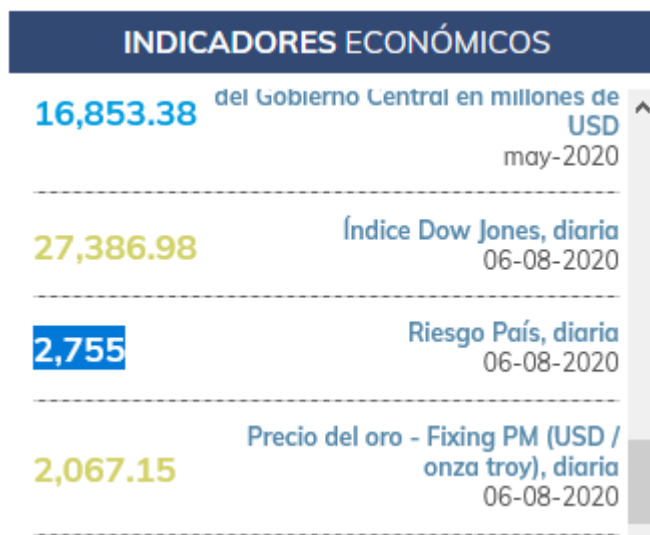 INDICADORES ECONÓMICOS
16,853.38
del Gobierno Central en millones de
USD
may-2020
27,386.98
Índice Dow Jones, diaria
06-08-2020
2,755
Riesgo País, diaria
06-08-2020
2,067.15
Precio del oro - Fixing PM (USD /
onza troy), diaria
06-08-2020